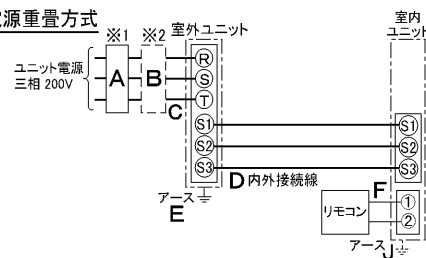 源重畳方式
※1 ※2 室外ユニット 室内
ユニット
ユニット電源
三相 200V
A B C
R
S
T
S1
S2
S3
S1
S2
S3
D 内外接続線
アース
E
F
リモコン
①
②
アース J